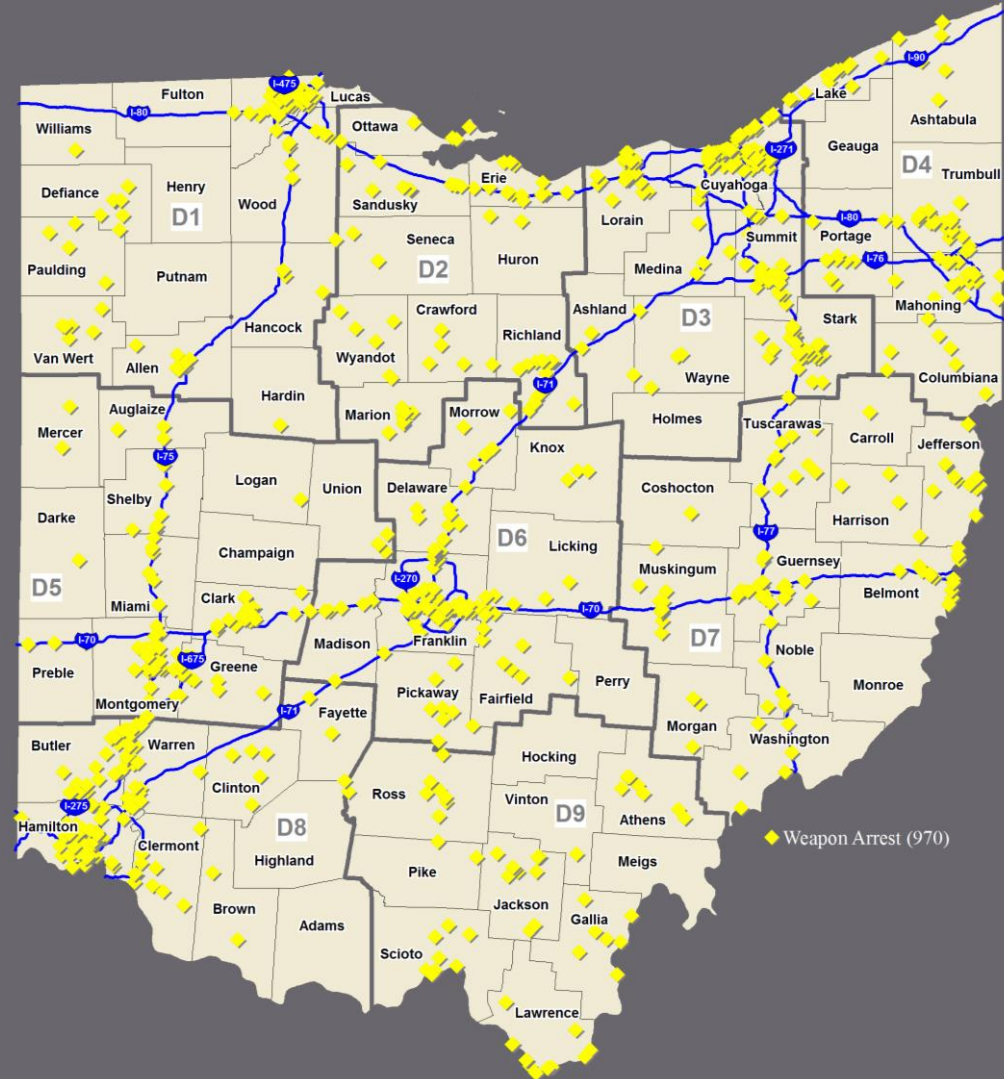 I-90
I-475
Lake
Fulton
Lucas
I-80
Ottawa
Ashtabula
Williams
I-271
Geauga
D4
Erie
Trumbull
Henry
Cuyahoga
Defiance
D1
Wood
Sandusky
Lorain
I-80
Seneca
Summit
Portage
D2
Huron
I-76
Paulding
Putnam
Medina
Mahoning
Crawford
Ashland
D3
Stark
Hancock
Richland
Van Wert
Wyandot
Allen
Wayne
Columbiana
I-71
Hardin
Auglaize
Marion
Morrow
Holmes
Tuscarawas
Mercer
Carroll
Jefferson
Knox
I-75
Logan
Union
Delaware
Coshocton
Shelby
Darke
Harrison
I-77
D6
Champaign
Licking
Guernsey
Muskingum
I-270
D5
Belmont
Clark
Miami
I-70
I-70
Franklin
D7
Madison
Noble
I-675
Greene
Preble
Perry
Monroe
Pickaway
Fairfield
Montgomery
I-71
Fayette
Morgan
Washington
Butler
Warren
Hocking
Clinton
Ross
Vinton
I-275
D9
Athens
Hamilton
D8
Weapon Arrest (970)
Clermont
Highland
Meigs
Pike
Jackson
Brown
Gallia
Adams
Scioto
Lawrence